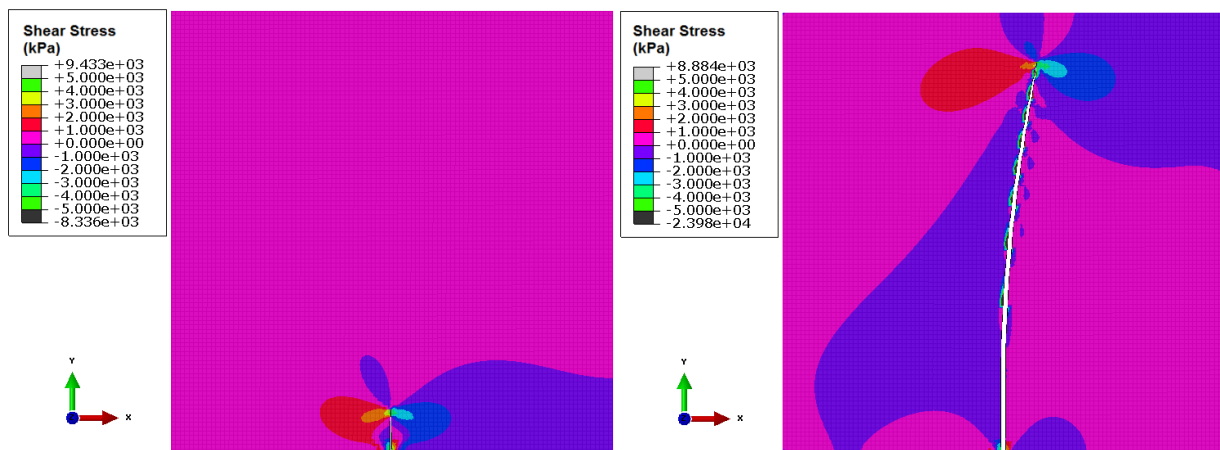 Shear Stress
(kPa)
+9.433e+03
+5.000e+03
+4.000e+03
+3.000e+03
+2.000e+03
+1.000e+03
+0.000e+00
-1.000e+03
-2.000e+03
-3.000e+03
-4.000e+03
-5.000e+03
-8.336e+03
Y
X
Shear Stress
(kPa)
+8.884e+03
+5.000e+03
+4.000e+03
+3.000e+03
+2.000e+03
+1.000e+03
+0.000e+00
-1.000e+03
-2.000e+03
-3.000e+03
-4.000e+03
-5.000e+03
-2.398e+04
Y
X